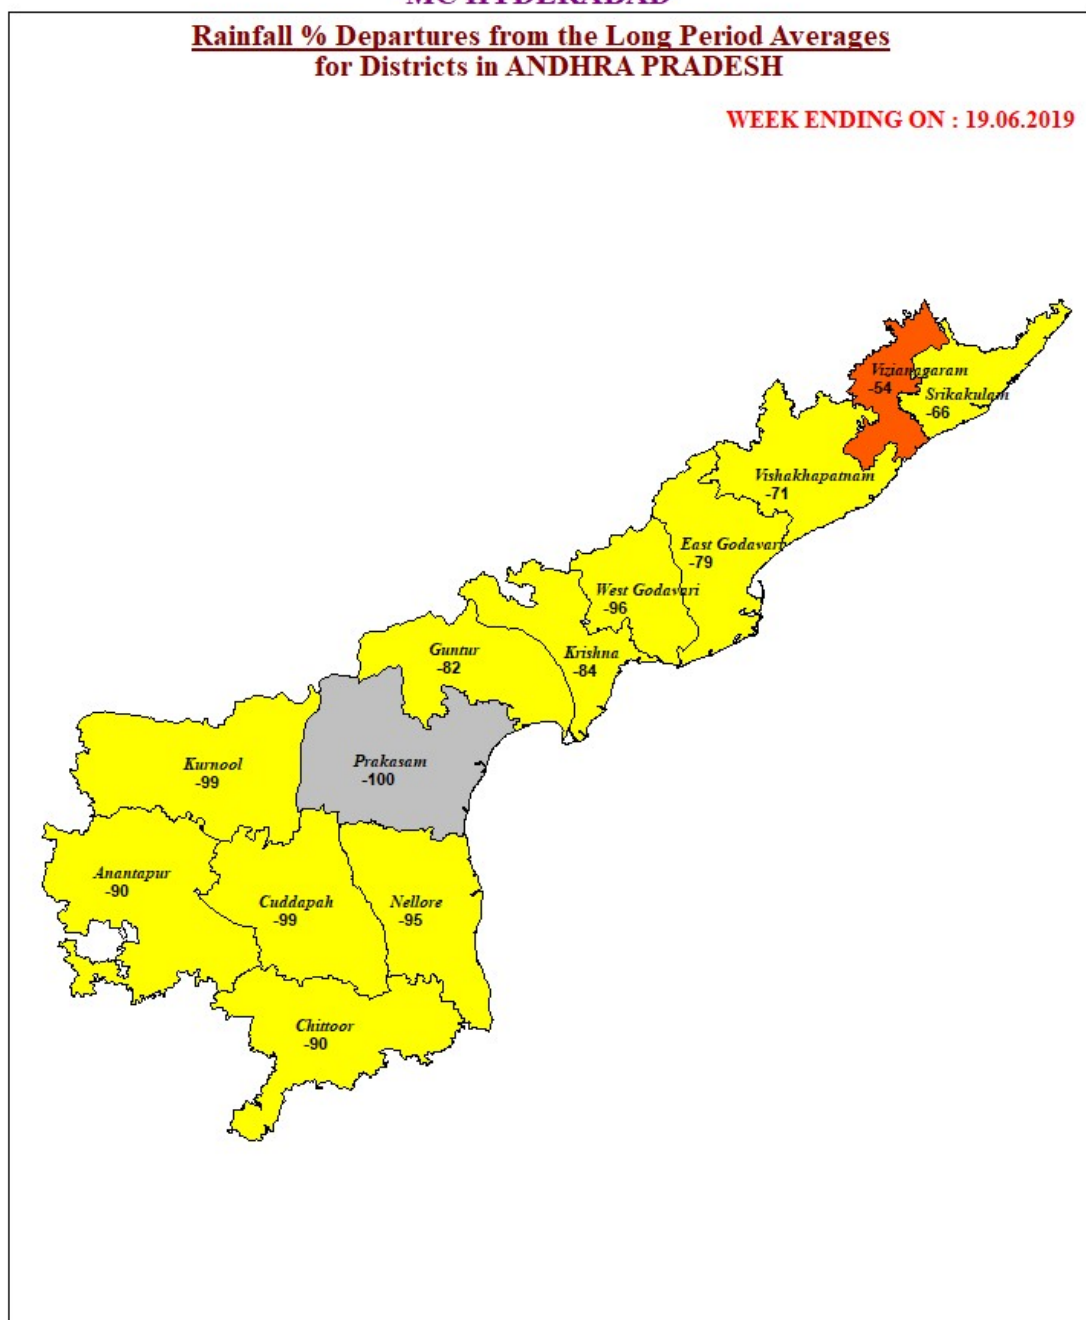 MC HYDERABAD
Rainfall % Departures from the Long Period Averages
for Districts in ANDHRA PRADESH
WEEK ENDING ON : 19.06.2019
Vizianagaram
-54
Srikakulam
-66
Vishakhapatnam
-71
East Godavari
-79
West Godavari
-96
Krishna
-84
Guntur
-82
Prakasam
-100
Kurnool
-99
Anantapur
-90
Cuddapah
-99
Nellore
-95
Chittoor
-90